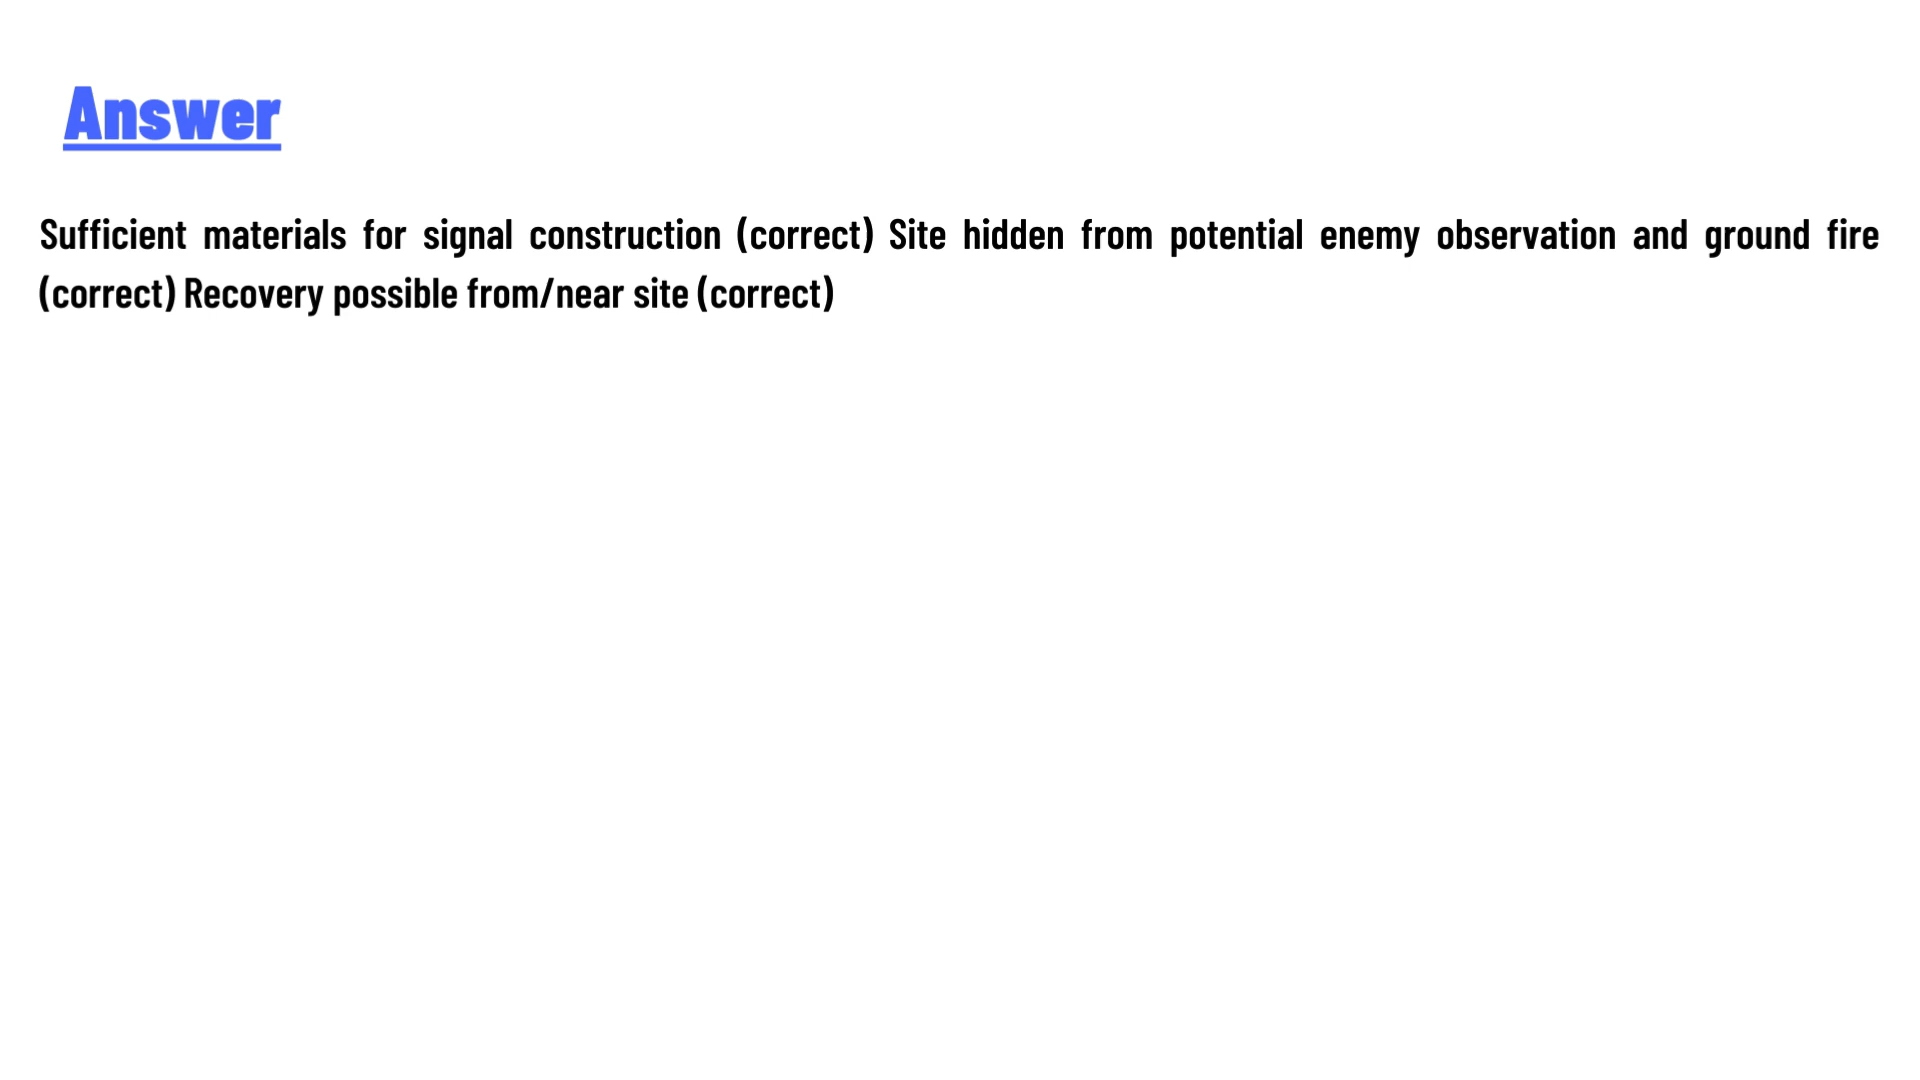 Answer
Sufficient materials for signal construction (correct) Site hidden from potential enemy observation and ground fire
(correct) Recovery possible from/near site (correct)